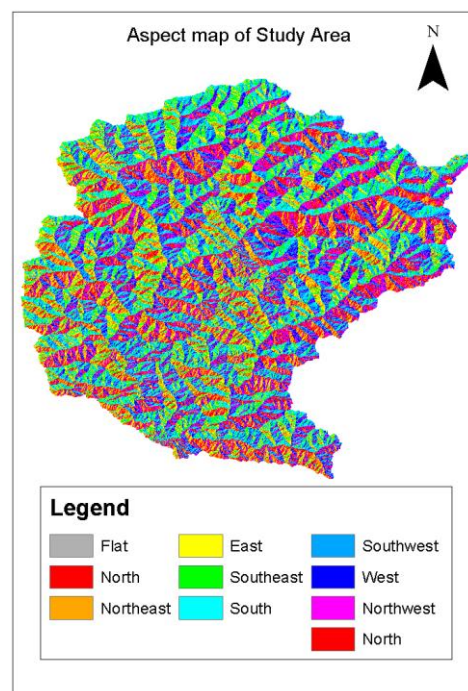 Aspect map of Study Area
N
Legend
Flat
North
Northeast
East
Southeast
South
Southwest
West
Northwest
North